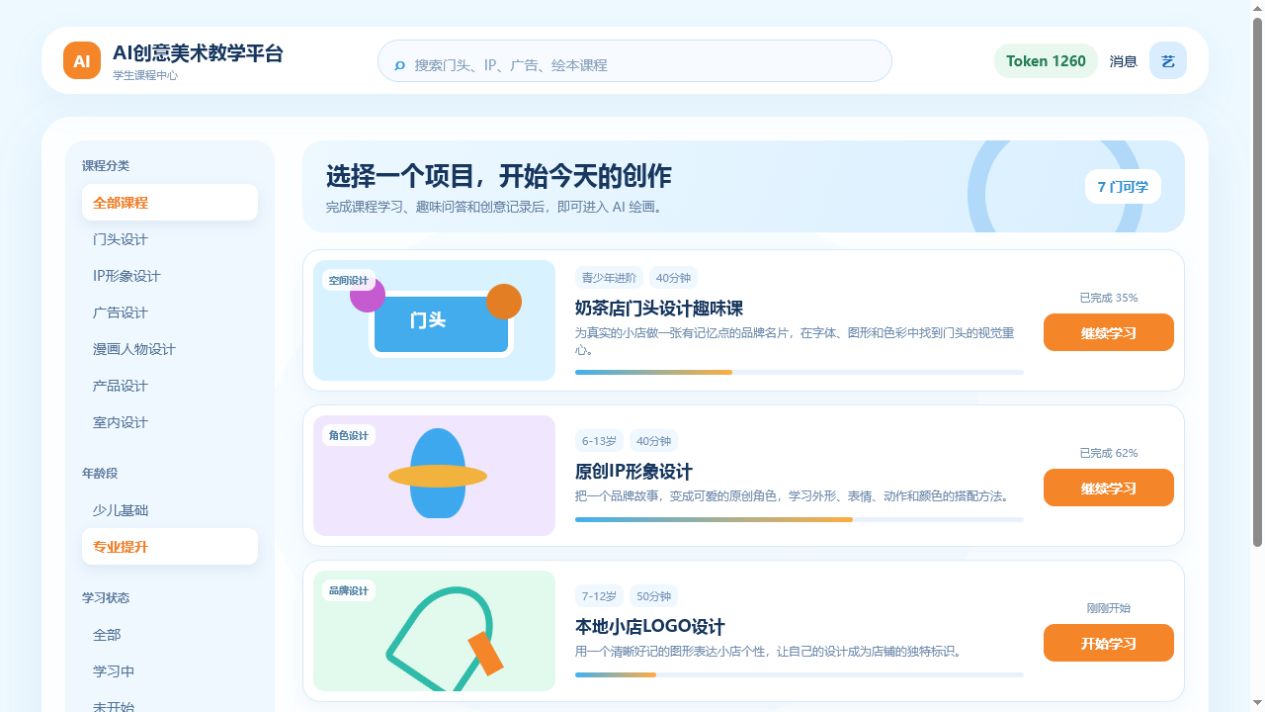 AI
AI创意美术教学平台
学生课程中心
搜索门头、IP、广告、绘本课程
Token 1260
消息
艺
课程分类
全部课程
门头设计
IP形象设计
广告设计
漫画人物设计
产品设计
室内设计
年龄段
少儿基础
专业提升
学习状态
全部
学习中
未开始
选择一个项目，开始今天的创作
完成课程学习、趣味问答和创意记录后，即可进入 AI 绘画。
7 门可学
空间设计
门头
青少年进阶
40分钟
奶茶店门头设计趣味课
为真实的小店做一张有记忆点的品牌名片，在字体、图形和色彩中找到门头的视觉重
心。
已完成 35%
继续学习
角色设计
6-13岁
40分钟
原创IP形象设计
把一个品牌故事，变成可爱的原创角色，学习外形、表情、动作和颜色的搭配方法。
已完成 62%
继续学习
品牌设计
7-12岁
50分钟
本地小店LOGO设计
用一个清晰好记的图形表达小店个性，让自己的设计成为店铺的独特标识。
刚刚开始
开始学习